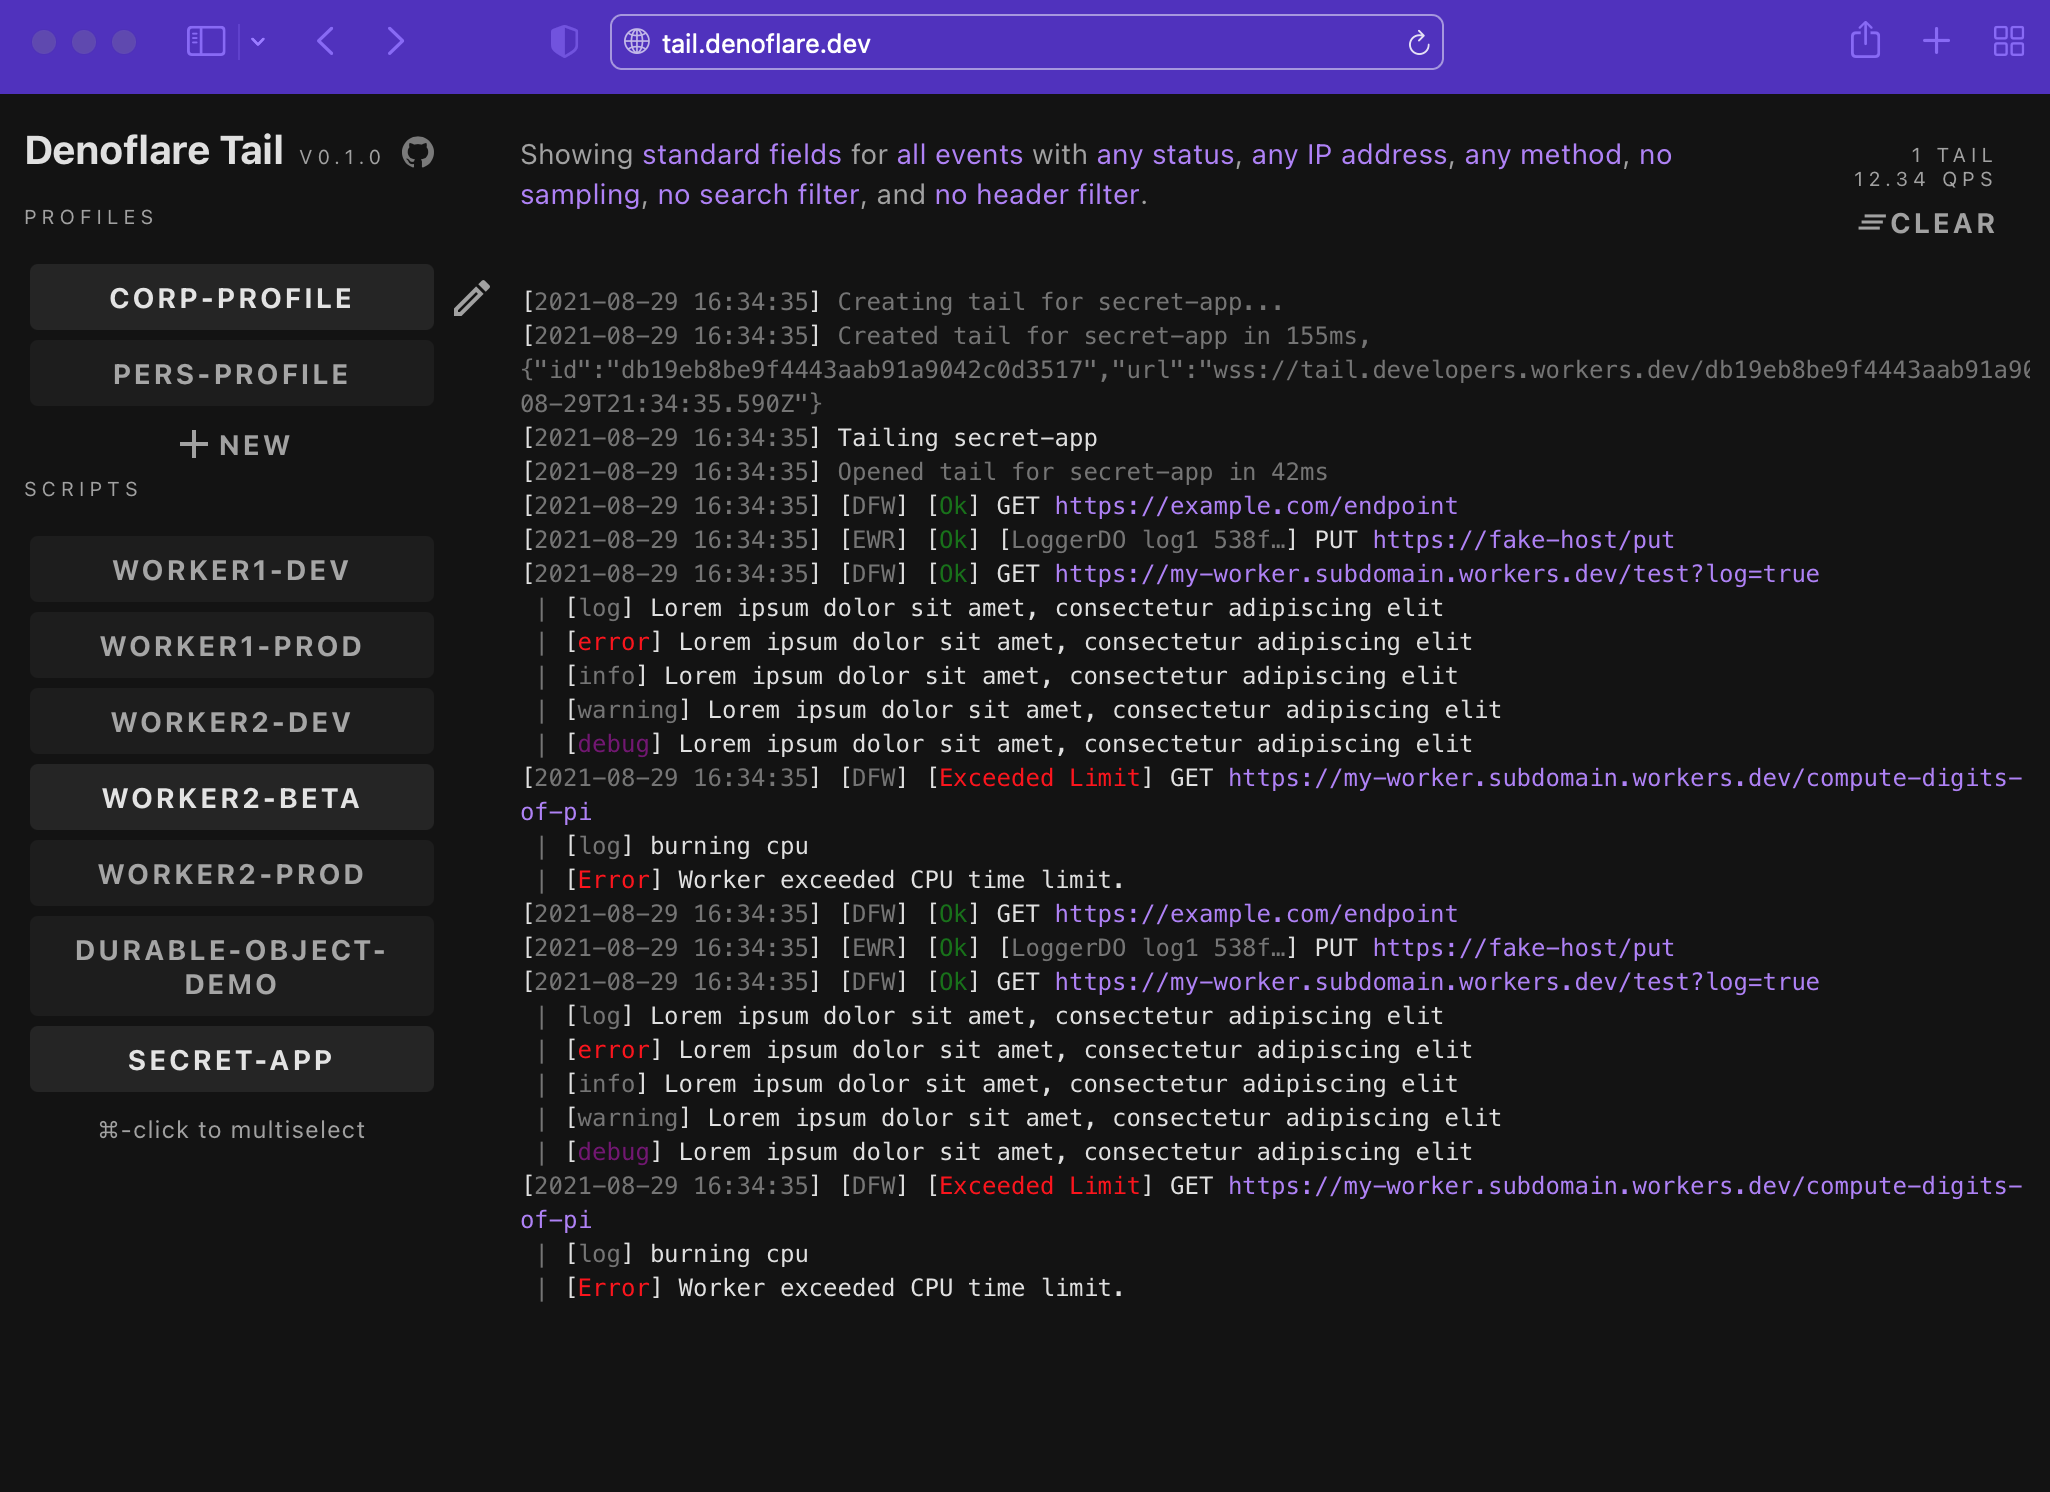 tail.denoflare.dev
Denoflare Tail V0.1.0
PROFILES
CORP-PROFILE
PERS-PROFILE
NEW
SCRIPTS
WORKER1-DEV
WORKER1-PROD
WORKER2-DEV
WORKER2-BETA
WORKER2-PROD
DURABLE-OBJECT-
DEMO
SECRET-APP
⌘-click to multiselect
Showing standard fields for all events with any status, any IP address, any method, no
sampling, no search filter, and no header filter.
1 TAIL
12.34 QPS
CLEAR
[2021-08-29 16:34:35] Creating tail for secret-app...
[2021-08-29 16:34:35] Created tail for secret-app in 155ms,
{"id":"db19eb8be9f4443aab91a9042c0d3517","url":"wss://tail.developers.workers.dev/db19eb8be9f4443aab91a90
08-29T21:34:35.590Z"}
[2021-08-29 16:34:35] Tailing secret-app
[2021-08-29 16:34:35] Opened tail for secret-app in 42ms
[2021-08-29 16:34:35] [DFW] [Ok] GET https://example.com/endpoint
[2021-08-29 16:34:35] [EWR] [Ok] [LoggerDO log1 538f…] PUT https://fake-host/put
[2021-08-29 16:34:35] [DFW] [Ok] GET https://my-worker.subdomain.workers.dev/test?log=true
| [log] Lorem ipsum dolor sit amet, consectetur adipiscing elit
| [error] Lorem ipsum dolor sit amet, consectetur adipiscing elit
| [info] Lorem ipsum dolor sit amet, consectetur adipiscing elit
| [warning] Lorem ipsum dolor sit amet, consectetur adipiscing elit
| [debug] Lorem ipsum dolor sit amet, consectetur adipiscing elit
[2021-08-29 16:34:35] [DFW] [Exceeded Limit] GET https://my-worker.subdomain.workers.dev/compute-digits-
of-pi
| [log] burning cpu
| [Error] Worker exceeded CPU time limit.
[2021-08-29 16:34:35] [DFW] [Ok] GET https://example.com/endpoint
[2021-08-29 16:34:35] [EWR] [Ok] [LoggerDO log1 538f…] PUT https://fake-host/put
[2021-08-29 16:34:35] [DFW] [Ok] GET https://my-worker.subdomain.workers.dev/test?log=true
| [log] Lorem ipsum dolor sit amet, consectetur adipiscing elit
| [error] Lorem ipsum dolor sit amet, consectetur adipiscing elit
| [info] Lorem ipsum dolor sit amet, consectetur adipiscing elit
| [warning] Lorem ipsum dolor sit amet, consectetur adipiscing elit
| [debug] Lorem ipsum dolor sit amet, consectetur adipiscing elit
[2021-08-29 16:34:35] [DFW] [Exceeded Limit] GET https://my-worker.subdomain.workers.dev/compute-digits-
of-pi
| [log] burning cpu
| [Error] Worker exceeded CPU time limit.